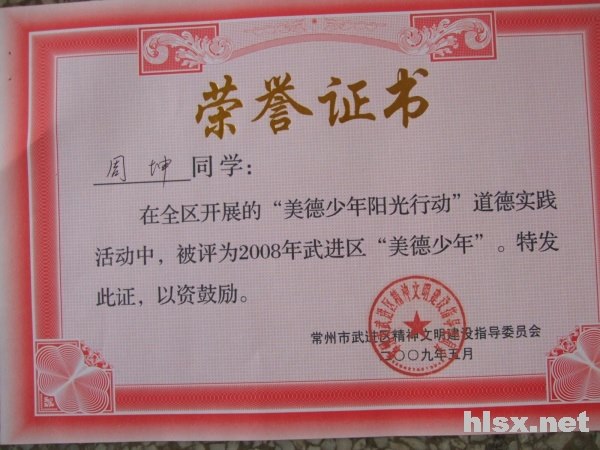 荣誉证书
周坤同学：
在全区开展的“美德少年阳光行动”道德实践
活动中，被评为2008年武进区“美德少年”。特发
此证，以资鼓励。
常州市武进区精神文明建设指导委员会
二〇〇九年五月
hlsx.net